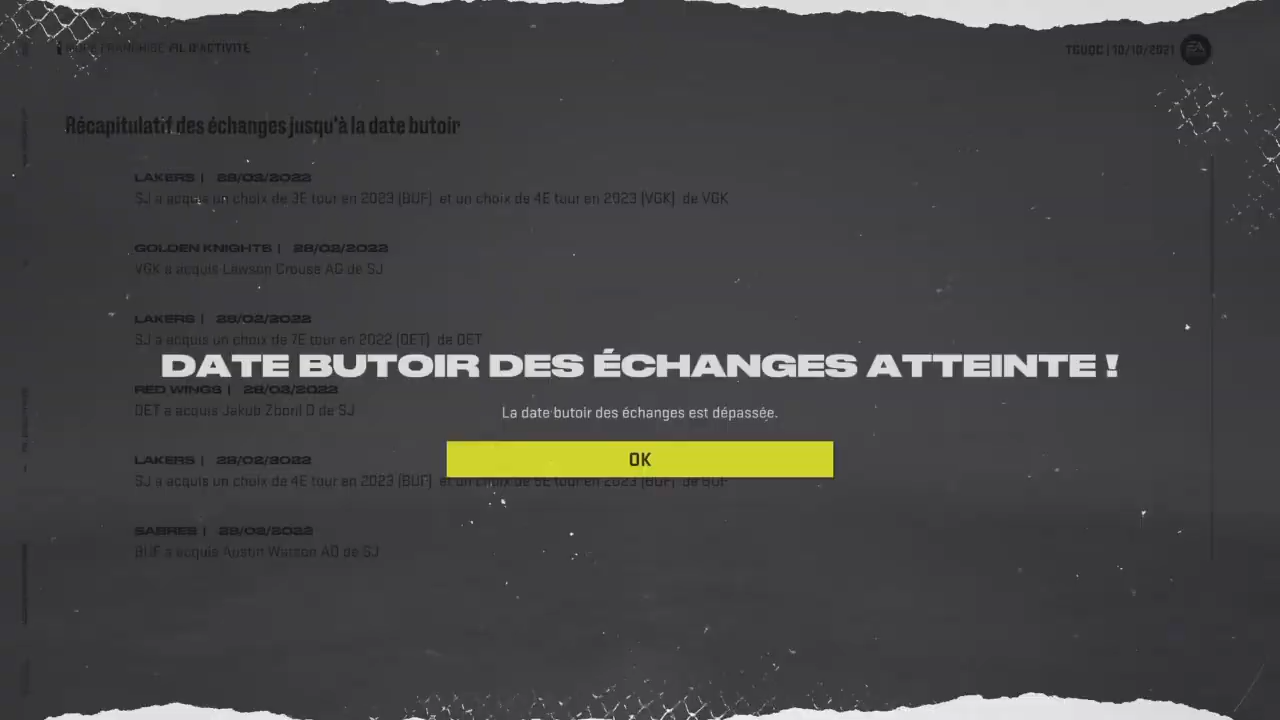 FRANCHISE FIL D'ACTIVITÉ
TGUQC | 10/10/2021
EA
Récapitulatif des échanges jusqu'à la date butoir
LAKERS | 28/02/2022
SJ a acquis un choix de 3E tour en 2023 (BUF) et un choix de 4E tour en 2023 (VGK) de VGK
GOLDEN KNIGHTS | 28/02/2022
VGK a acquis Lawson Crouse AG de SJ
LAKERS | 28/02/2022
SJ a acquis un choix de 7E tour en 2022 (DET) de DET
DATE BUTOIR DES ÉCHANGES ATTEINTE !
RED WINGS | 28/02/2022
DET a acquis Jakub Zboril D de SJ
La date butoir des échanges est dépassée.
OK
LAKERS | 28/02/2022
SJ a acquis un choix de 4E tour en 2023 (BUF) et un choix de 5E tour en 2023 (BUF) de BUF
SABRES | 28/02/2022
BUF a acquis Austin Watson AD de SJ